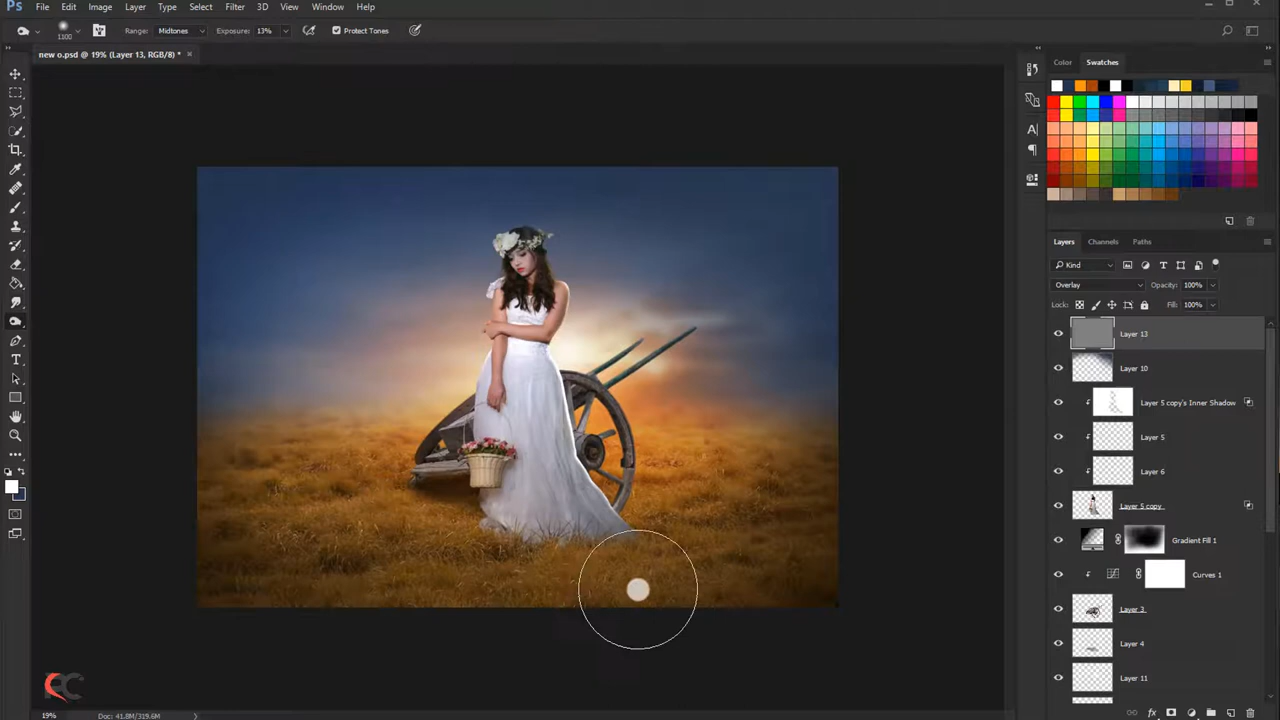 Ps File Edit Image Layer Type Select Filter 3D View Window Help
1100 Range: Midtones Exposure: 13% Protect Tones
new o.psd @ 19% (Layer 13, RGB/8) *
Color Swatches
Layers Channels Paths
Kind
Overlay Opacity: 100%
Lock: Fill: 100%
Layer 13
Layer 10
Layer 5 copy's Inner Shadow
Layer 5
Layer 6
Layer 5 copy
Gradient Fill 1
Curves 1
Layer 3
Layer 4
Layer 11
RC
19% Doc: 41.8M/319.6M